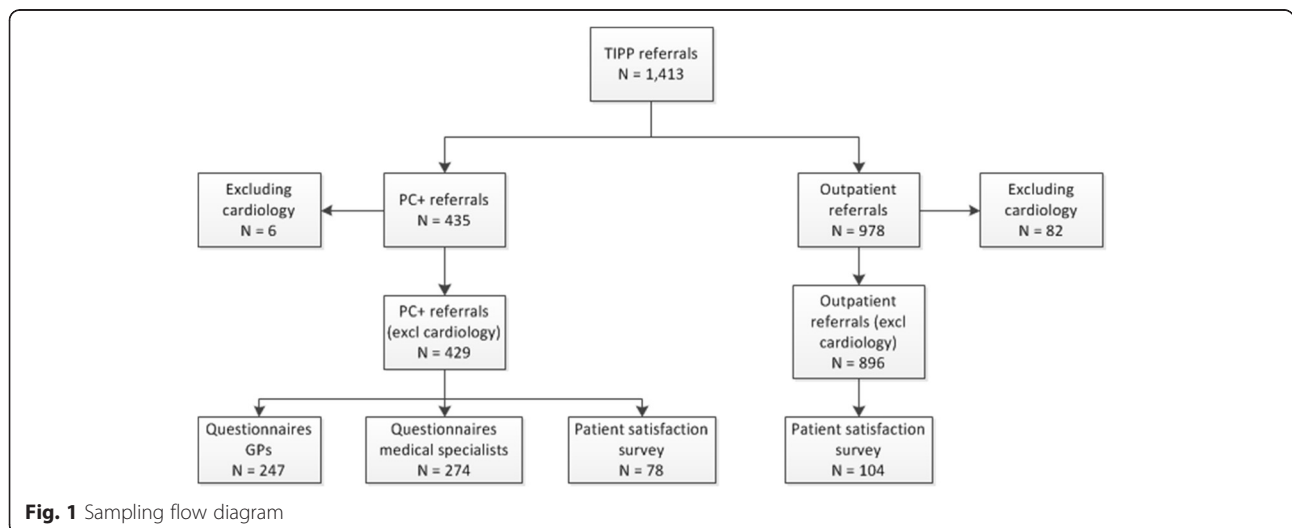 TIPP referrals
N = 1,413
Excluding
cardiology
N = 6
PC+ referrals
N = 435
Outpatient
referrals
N = 978
Excluding
cardiology
N = 82
PC+ referrals
(excl cardiology)
N = 429
Outpatient
referrals (excl
cardiology)
N = 896
Questionnaires
GPs
N = 247
Questionnaires
medical specialists
N = 274
Patient satisfaction
survey
N = 78
Patient satisfaction
survey
N = 104
Fig. 1 Sampling flow diagram